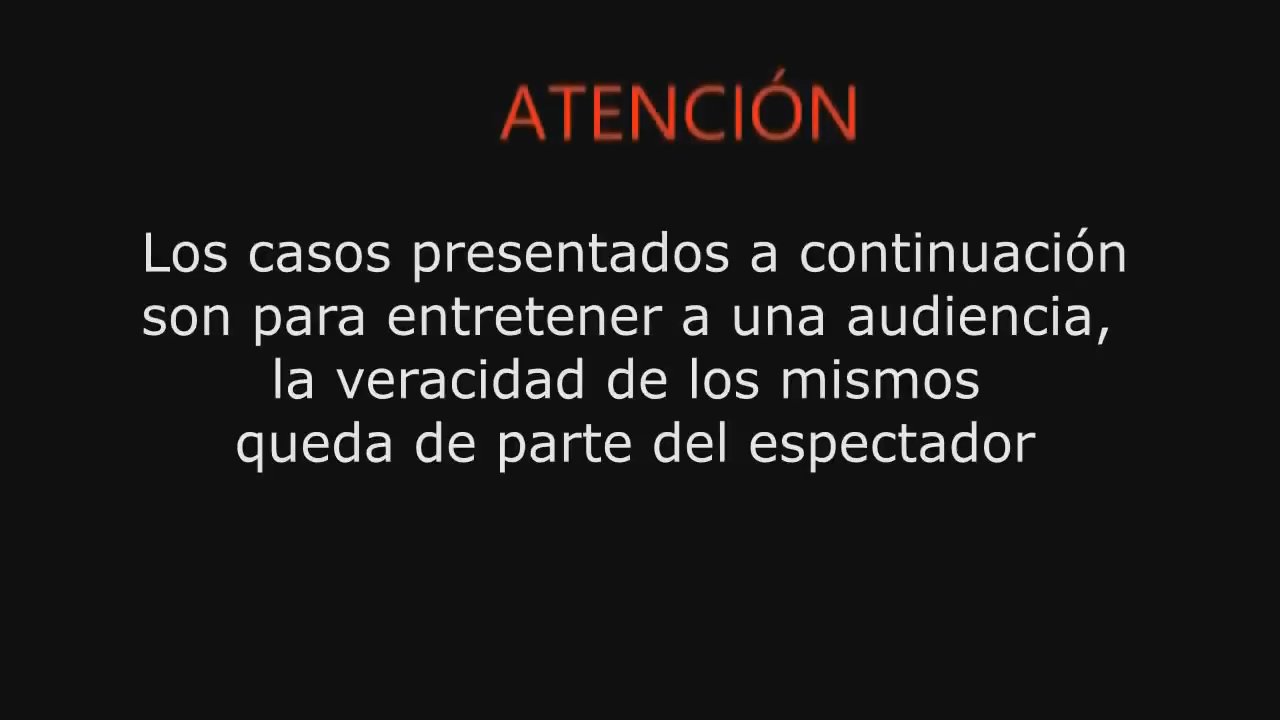 ATENCIÓN
Los casos presentados a continuación
son para entretener a una audiencia,
la veracidad de los mismos
queda de parte del espectador